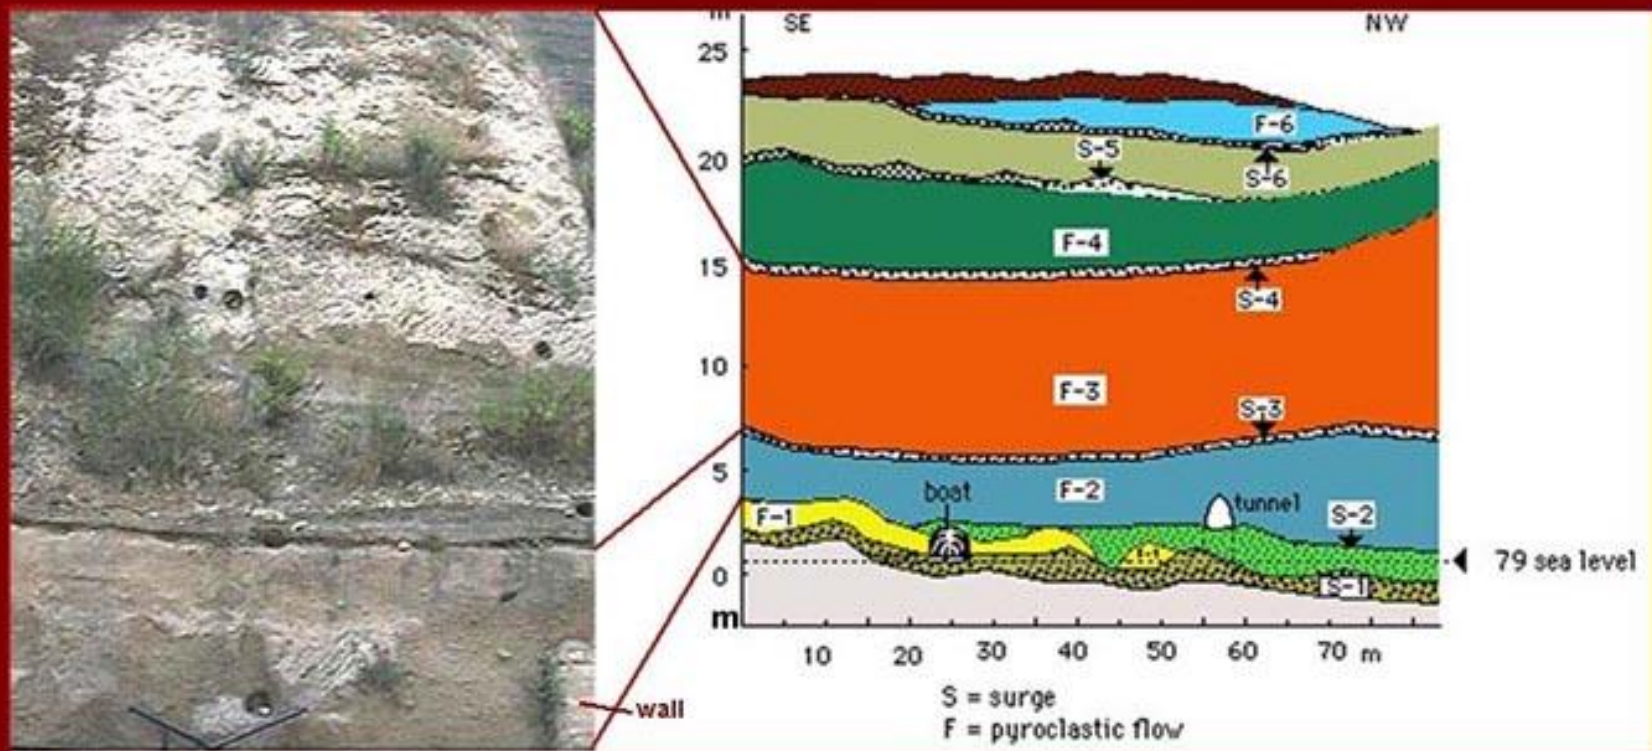 m
SE
NW
25
F-6
S-5
20
S-6
F-4
15
S-4
10
F-3
S-3
5
boat
F-2
tunnel
F-1
S-2
79 sea level
0
S-1
m
10 20 30 40 50 60 70 m
S = surge
wall
F = pyroclastic flow